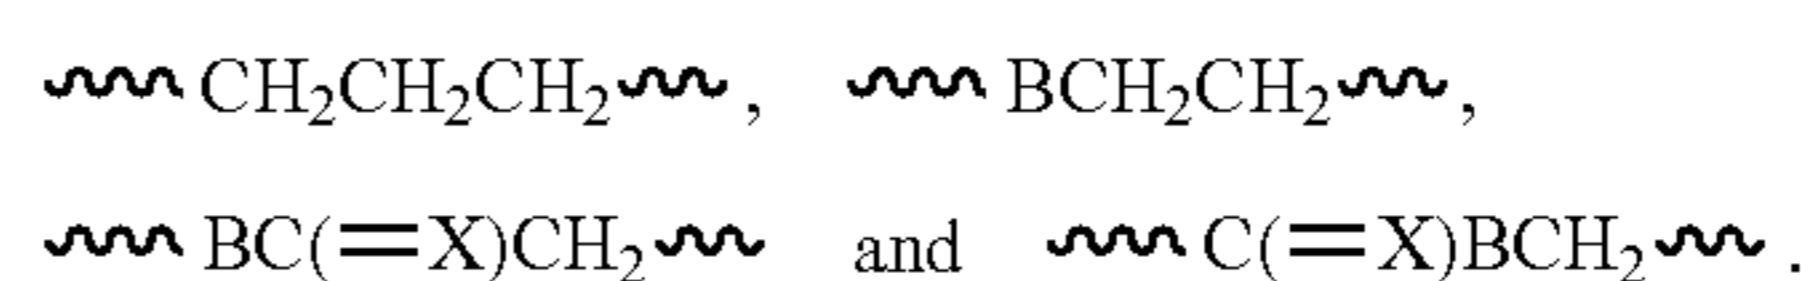 CH₂CH₂CH₂, BCH₂CH₂,
BC(=X)CH₂ and C(=X)BCH₂.